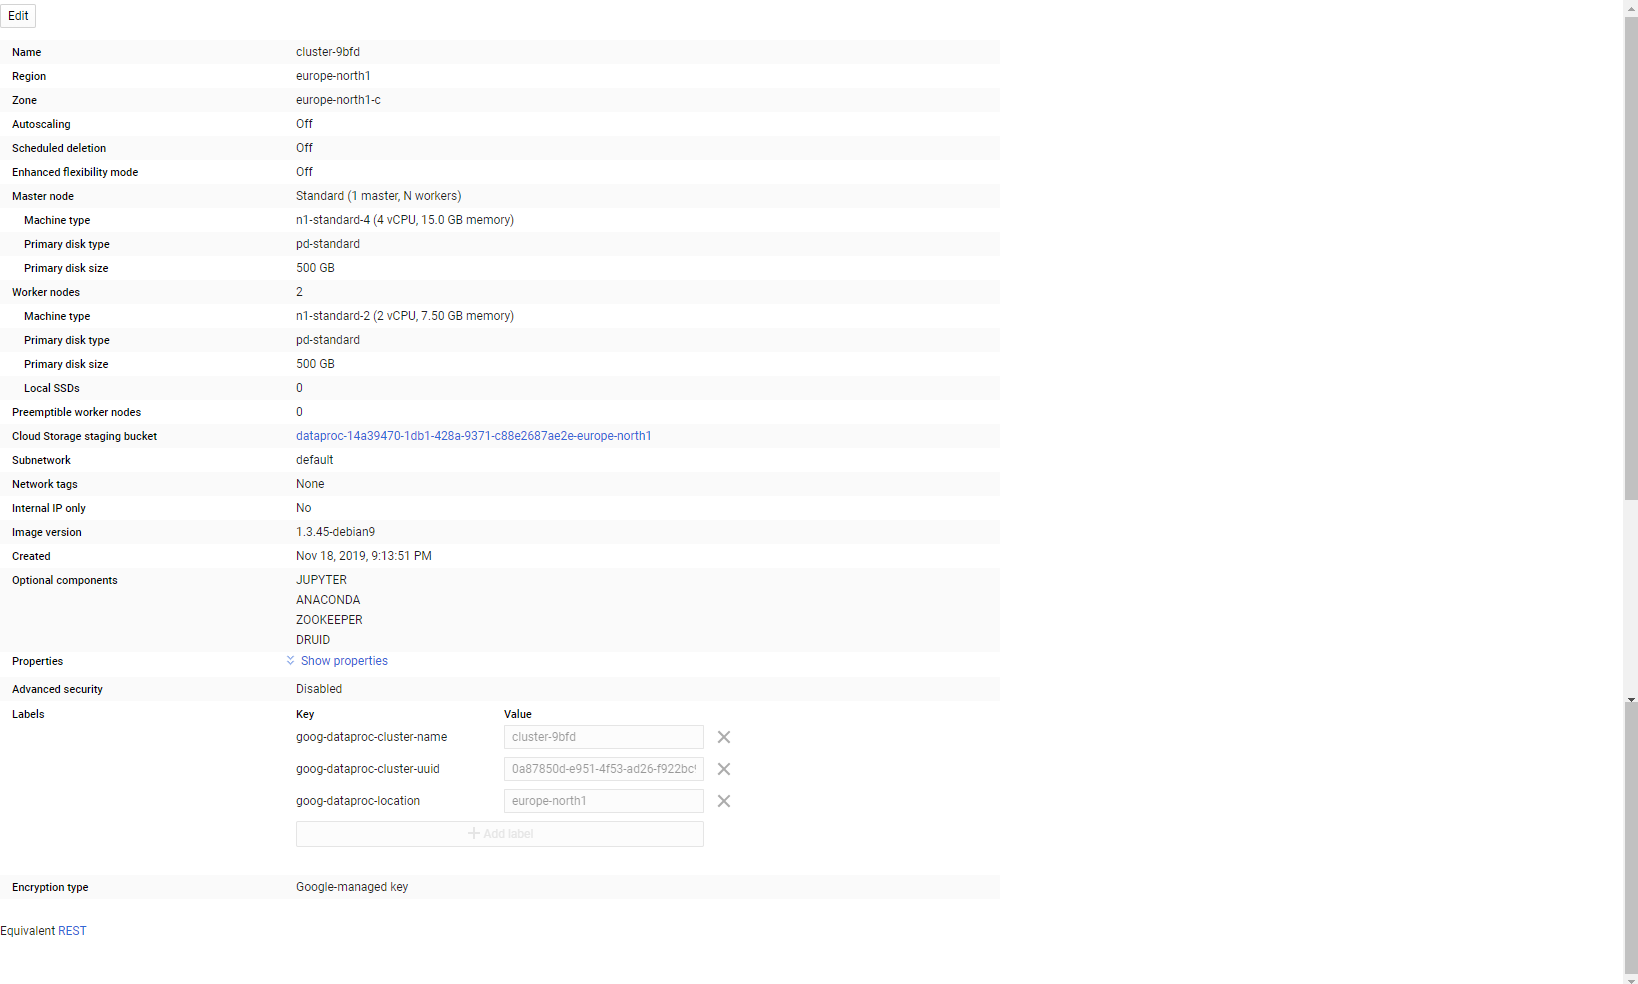 Edit
Name cluster-9bfd
Region europe-north1
Zone europe-north1-c
Autoscaling Off
Scheduled deletion Off
Enhanced flexibility mode Off
Master node Standard (1 master, N workers)
Machine type n1-standard-4 (4 vCPU, 15.0 GB memory)
Primary disk type pd-standard
Primary disk size 500 GB
Worker nodes 2
Machine type n1-standard-2 (2 vCPU, 7.50 GB memory)
Primary disk type pd-standard
Primary disk size 500 GB
Local SSDs 0
Preemptible worker nodes 0
Cloud Storage staging bucket dataproc-14a39470-1db1-428a-9371-c88e2687ae2e-europe-north1
Subnetwork default
Network tags None
Internal IP only No
Image version 1.3.45-debian9
Created Nov 18, 2019, 9:13:51 PM
Optional components JUPYTER
ANACONDA
ZOOKEEPER
DRUID
Properties Show properties
Advanced security Disabled
Labels Key Value
goog-dataproc-cluster-name cluster-9bfd
goog-dataproc-cluster-uuid 0a87850d-e951-4f53-ad26-f922bc
goog-dataproc-location europe-north1
Add label
Encryption type Google-managed key
Equivalent REST